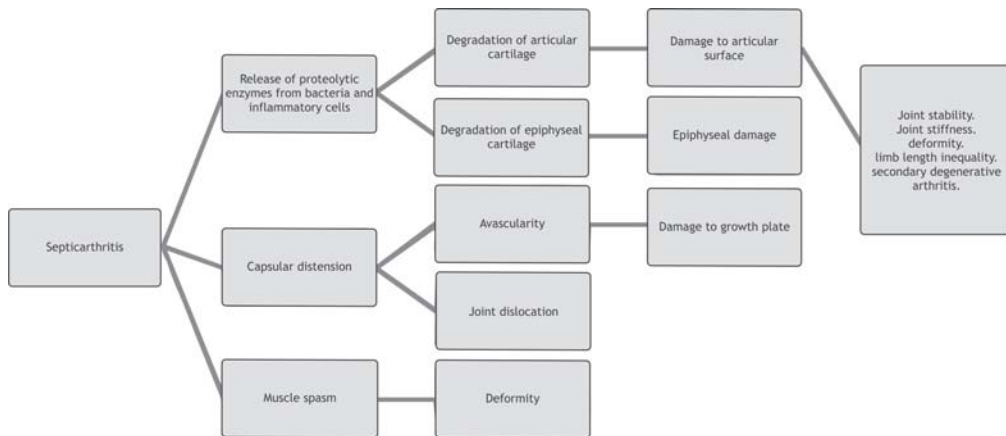 Septicarthritis
Release of proteolytic
enzymes from bacteria and
inflammatory cells
Capsular distension
Muscle spasm
Degradation of articular
cartilage
Degradation of epiphyseal
cartilage
Avascularity
Joint dislocation
Deformity
Damage to articular
surface
Epiphyseal damage
Damage to growth plate
Joint stability.
Joint stiffness.
deformity.
limb length inequality.
secondary degenerative
arthritis.